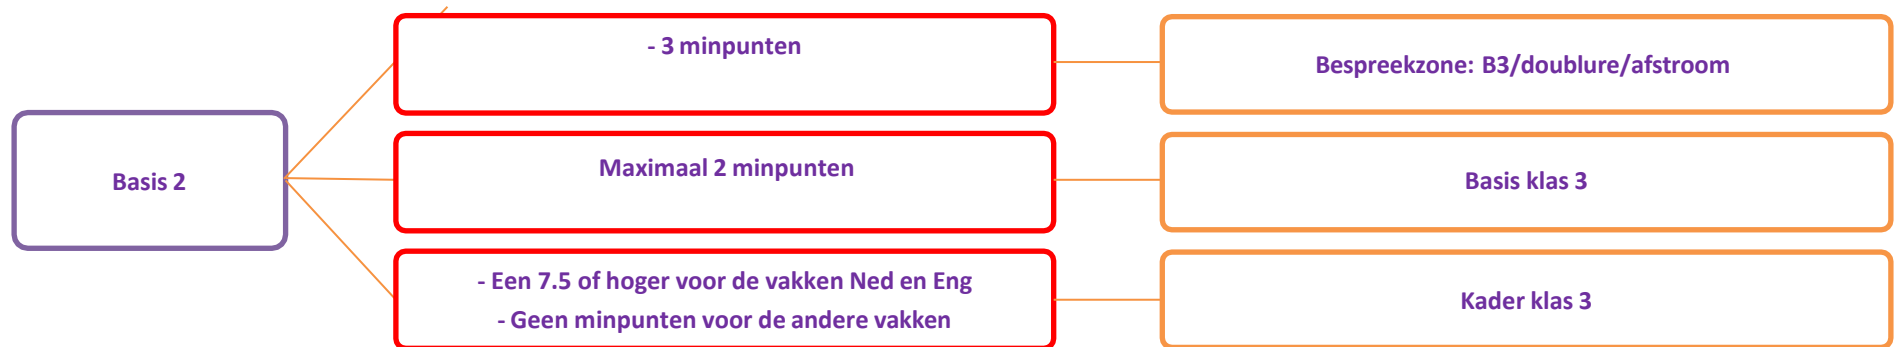 Basis 2
- 3 minpunten
Bespreekzone: B3/doublure/afstroom
Maximaal 2 minpunten
Basis klas 3
- Een 7.5 of hoger voor de vakken Ned en Eng
- Geen minpunten voor de andere vakken
Kader klas 3